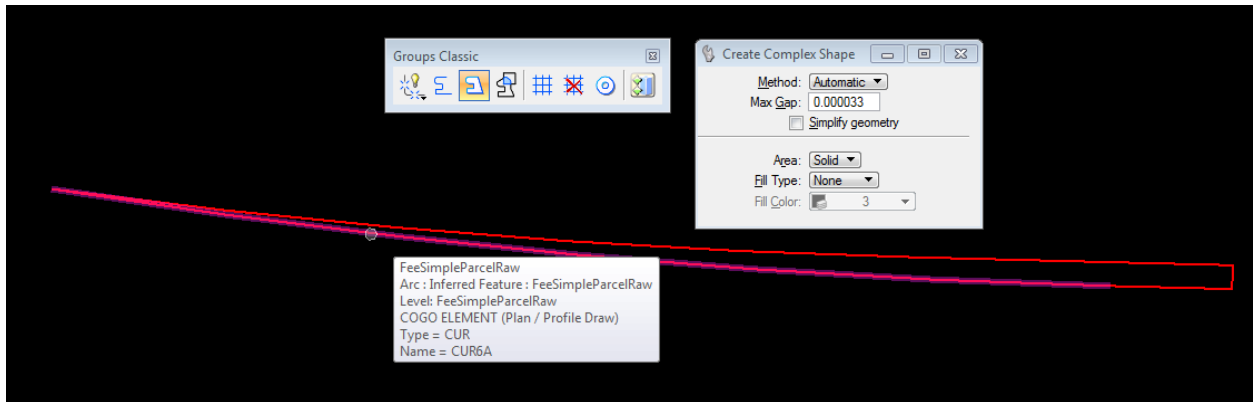 Groups Classic
Create Complex Shape
Method: Automatic
Max Gap: 0.000033
Simplify geometry
Area: Solid
Fill Type: None
Fill Color: 3
FeeSimpleParcelRaw
Arc : Inferred Feature : FeeSimpleParcelRaw
Level: FeeSimpleParcelRaw
COGO ELEMENT (Plan / Profile Draw)
Type = CUR
Name = CUR6A